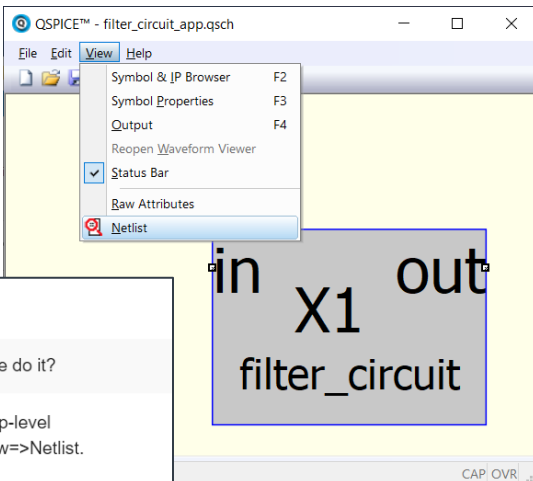 QSPICE™ - filter_circuit_app.qsch
File Edit View Help
Symbol & IP Browser F2
Symbol Properties F3
Output F4
Reopen Waveform Viewer
Status Bar
Raw Attributes
Netlist
in out
X1
filter_circuit
e do it?
p-level
w=>Netlist.
CAP OVR